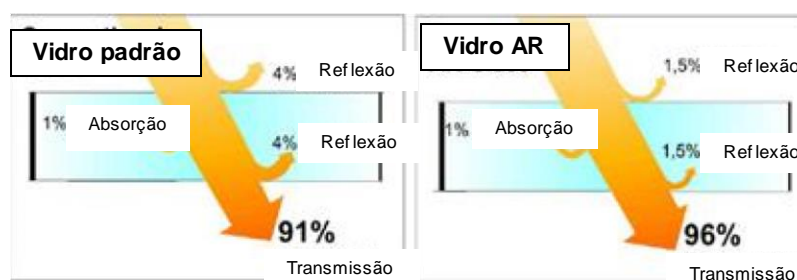 Vidro padrão
4% Reflexão
1% Absorção
4% Reflexão
91%
Transmissão
Vidro AR
1,5% Reflexão
1% Absorção
1,5% Reflexão
96%
Transmissão